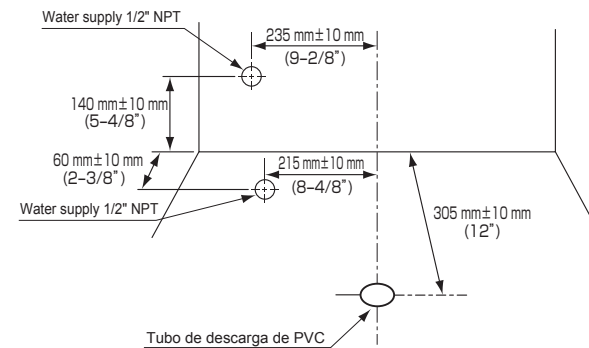 Water supply 1/2" NPT
235 mm±10 mm
(9-2/8")
140 mm±10 mm
(5-4/8")
60 mm±10 mm
(2-3/8")
215 mm±10 mm
(8-4/8")
Water supply 1/2" NPT
305 mm±10 mm
(12")
Tubo de descarga de PVC